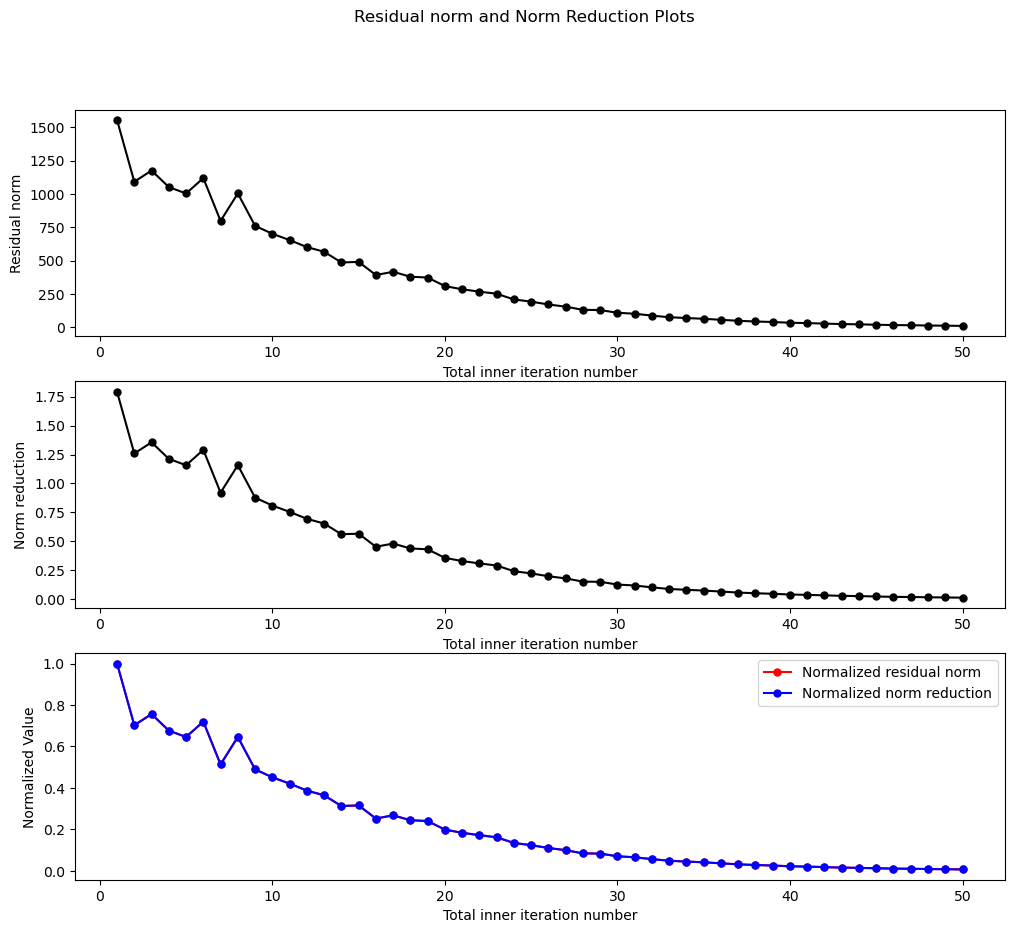 Residual norm and Norm Reduction Plots
1500
1250
1000
750
500
250
0
Residual norm
0 10 20 30 40 50
Total inner iteration number
1.75
1.50
1.25
1.00
0.75
0.50
0.25
0.00
Norm reduction
0 10 20 30 40 50
Total inner iteration number
1.0
0.8
0.6
0.4
0.2
0.0
Normalized Value
Normalized residual norm
Normalized norm reduction
0 10 20 30 40 50
Total inner iteration number